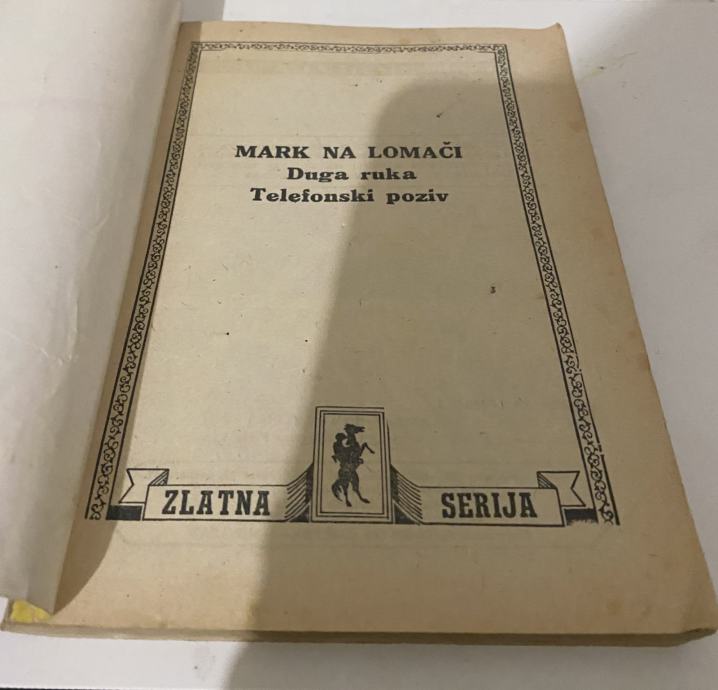 MARK NA LOMAČI
Duga ruka
Telefonski poziv
ZLATNA SERIJA